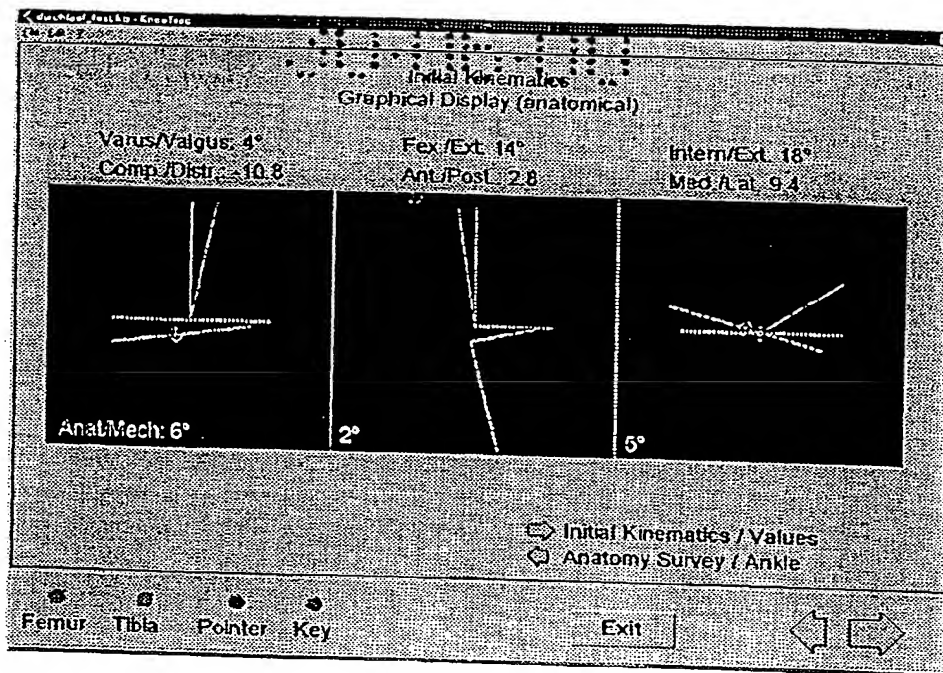 Initial Kinematics
Graphical Display (anatomical)
Varus/Valgus: 4°
Comp./Distr.: -10.8
Fex./Ext. 14°
Ant./Post.: 2.8
Intern/Ext. 18°
Med./Lat. 9.4
Anat/Mech: 6°
2°
5°
Initial Kinematics / Values
Anatomy Survey / Ankle
Femur
Tibia
Pointer
Key
Exit